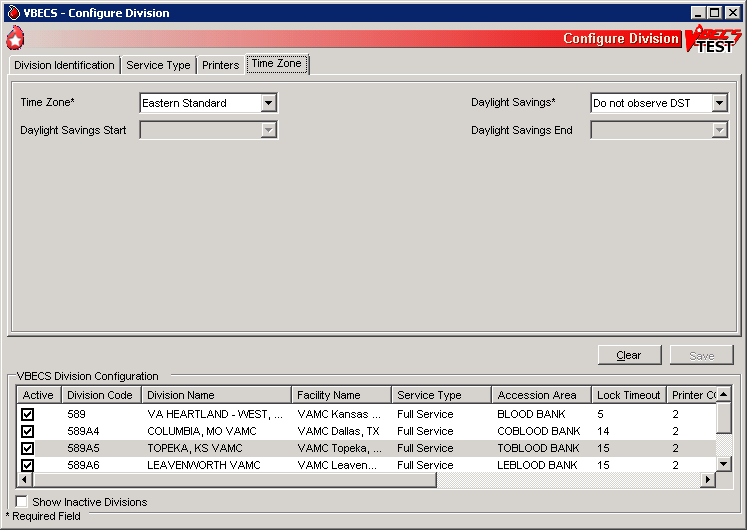 VBECS - Configure Division
Configure Division
VBECS
TEST
Division Identification Service Type Printers Time Zone
Time Zone* Eastern Standard Daylight Savings* Do not observe DST
Daylight Savings Start Daylight Savings End
Clear Save
VBECS Division Configuration
Active Division Code Division Name Facility Name Service Type Accession Area Lock Timeout Printer CO
589 VA HEARTLAND - WEST, ... VAMC Kansas ... Full Service BLOOD BANK 5 2
589A4 COLUMBIA, MO VAMC VAMC Dallas, TX Full Service COBLOOD BANK 14 2
589A5 TOPEKA, KS VAMC VAMC Topeka, ... Full Service TOBLOOD BANK 15 2
589A6 LEAVENWORTH VAMC VAMC Leaven... Full Service LEBLOOD BANK 15 2
Show Inactive Divisions
* Required Field